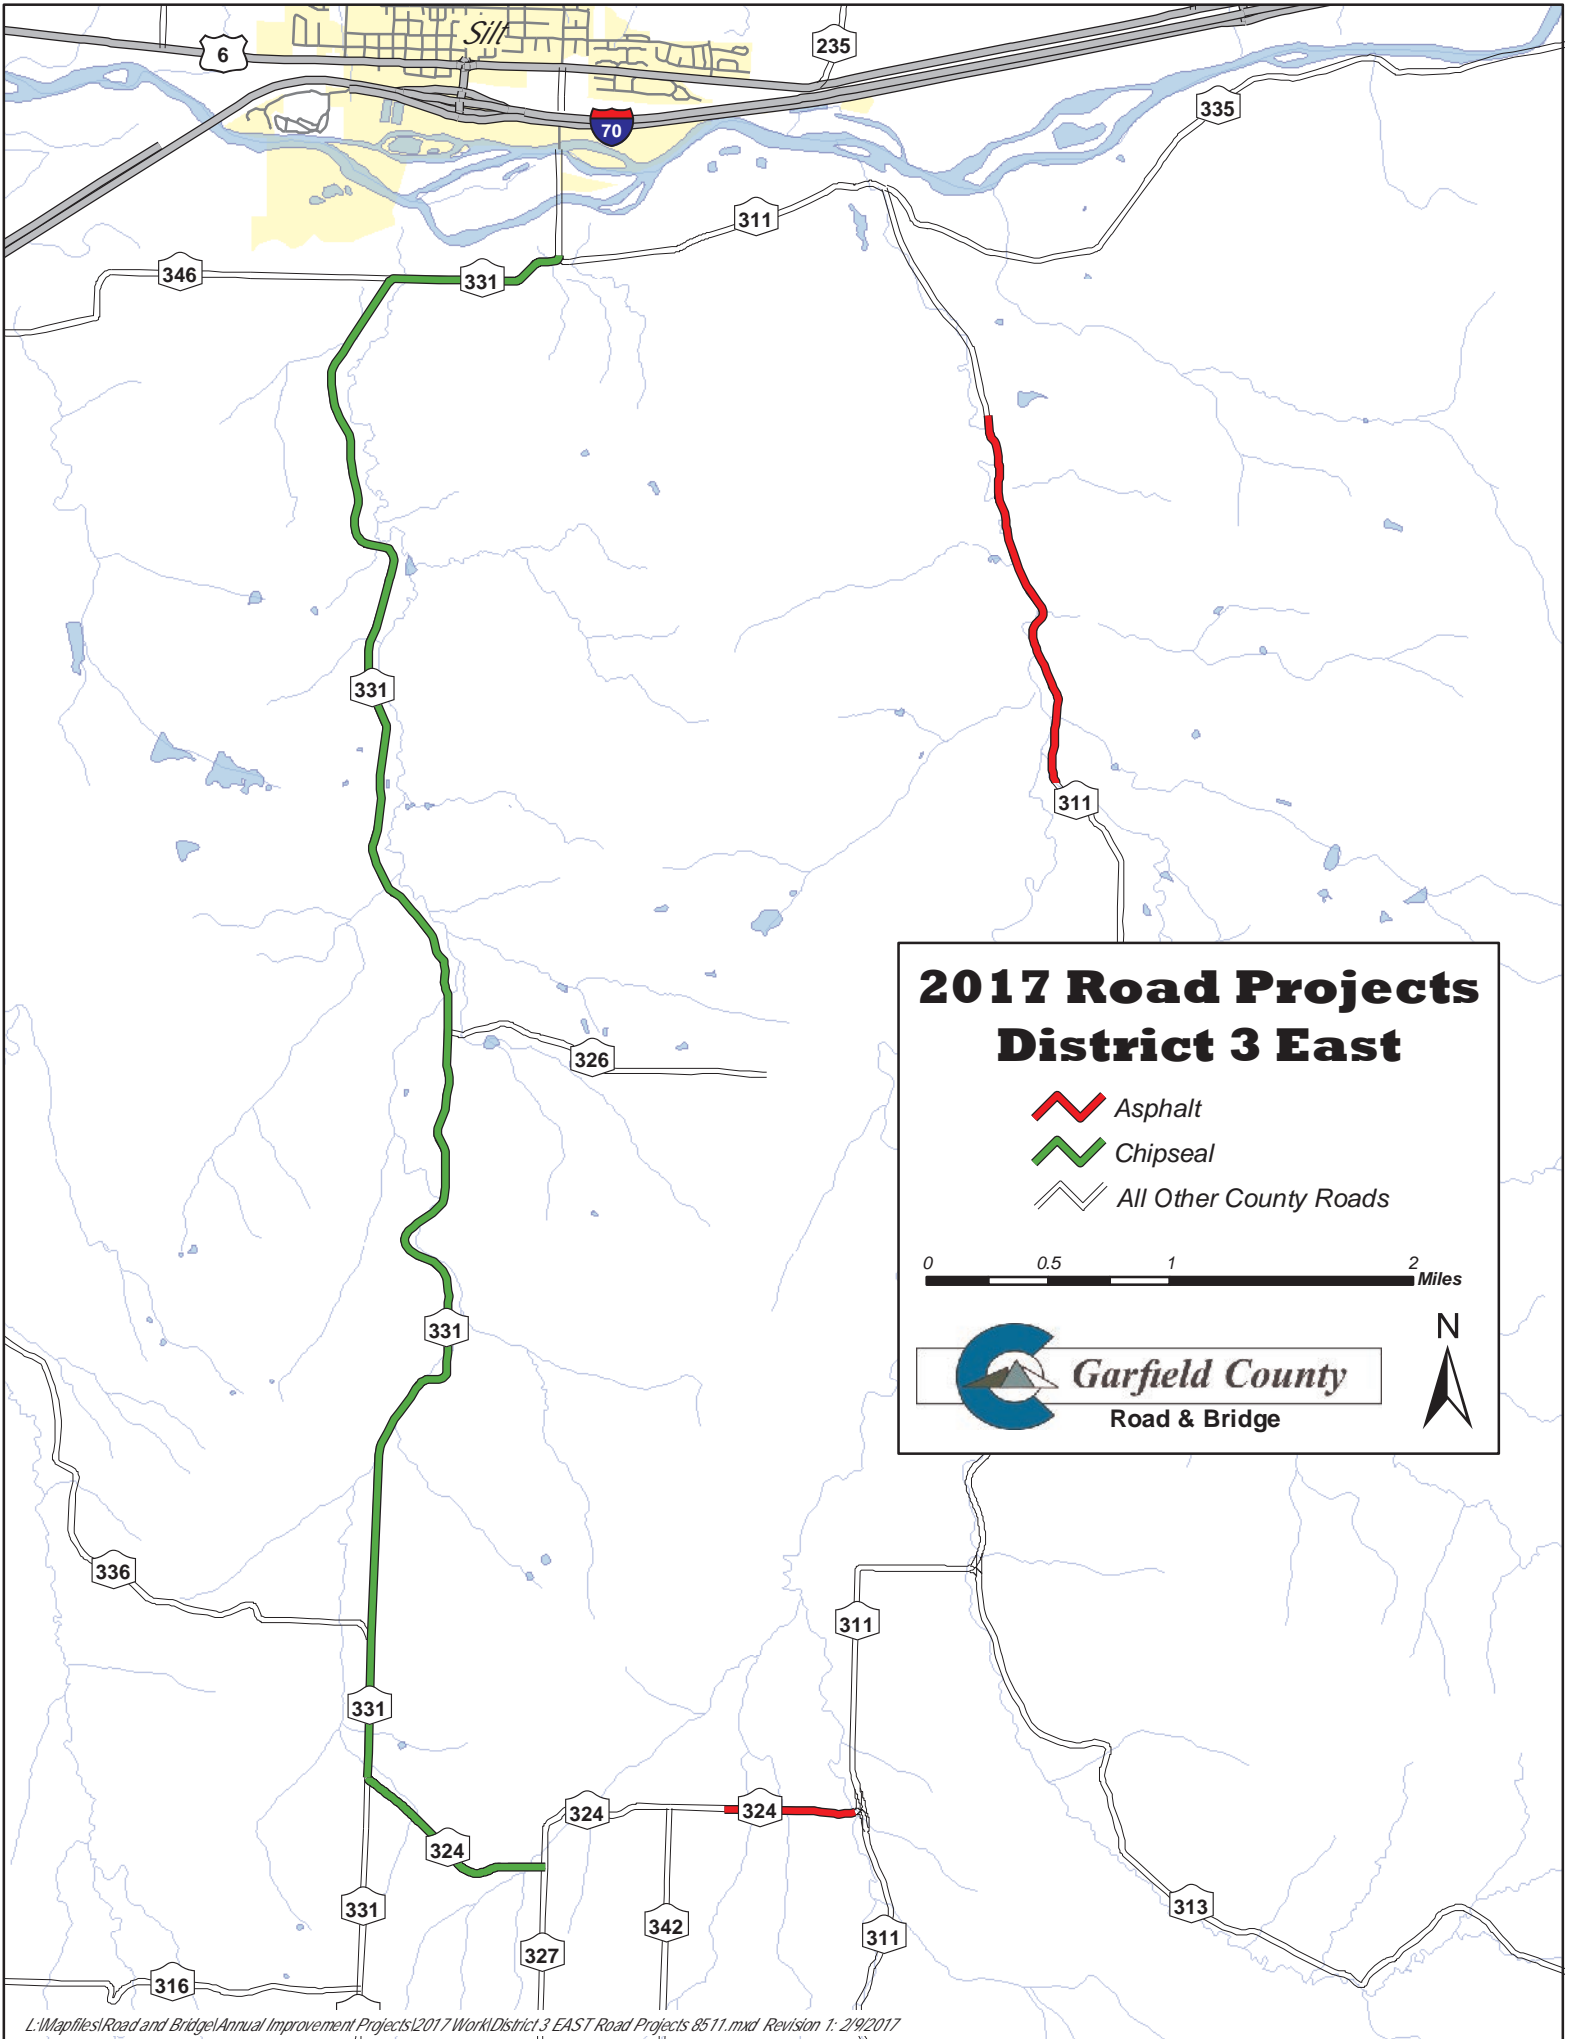 Silt
6
235
70
335
311
346
331
331
311
2017 Road Projects
District 3 East
Asphalt
Chipseal
All Other County Roads
0 0.5 1 2
Miles
N
Garfield County
Road & Bridge
326
331
336
311
331
324
324
324
331
342
311
313
327
316
L:\Mapfiles\Road and Bridge\Annual Improvement Projects\2017 Work\District 3 EAST Road Projects 8511.mxd Revision 1: 2/9/2017